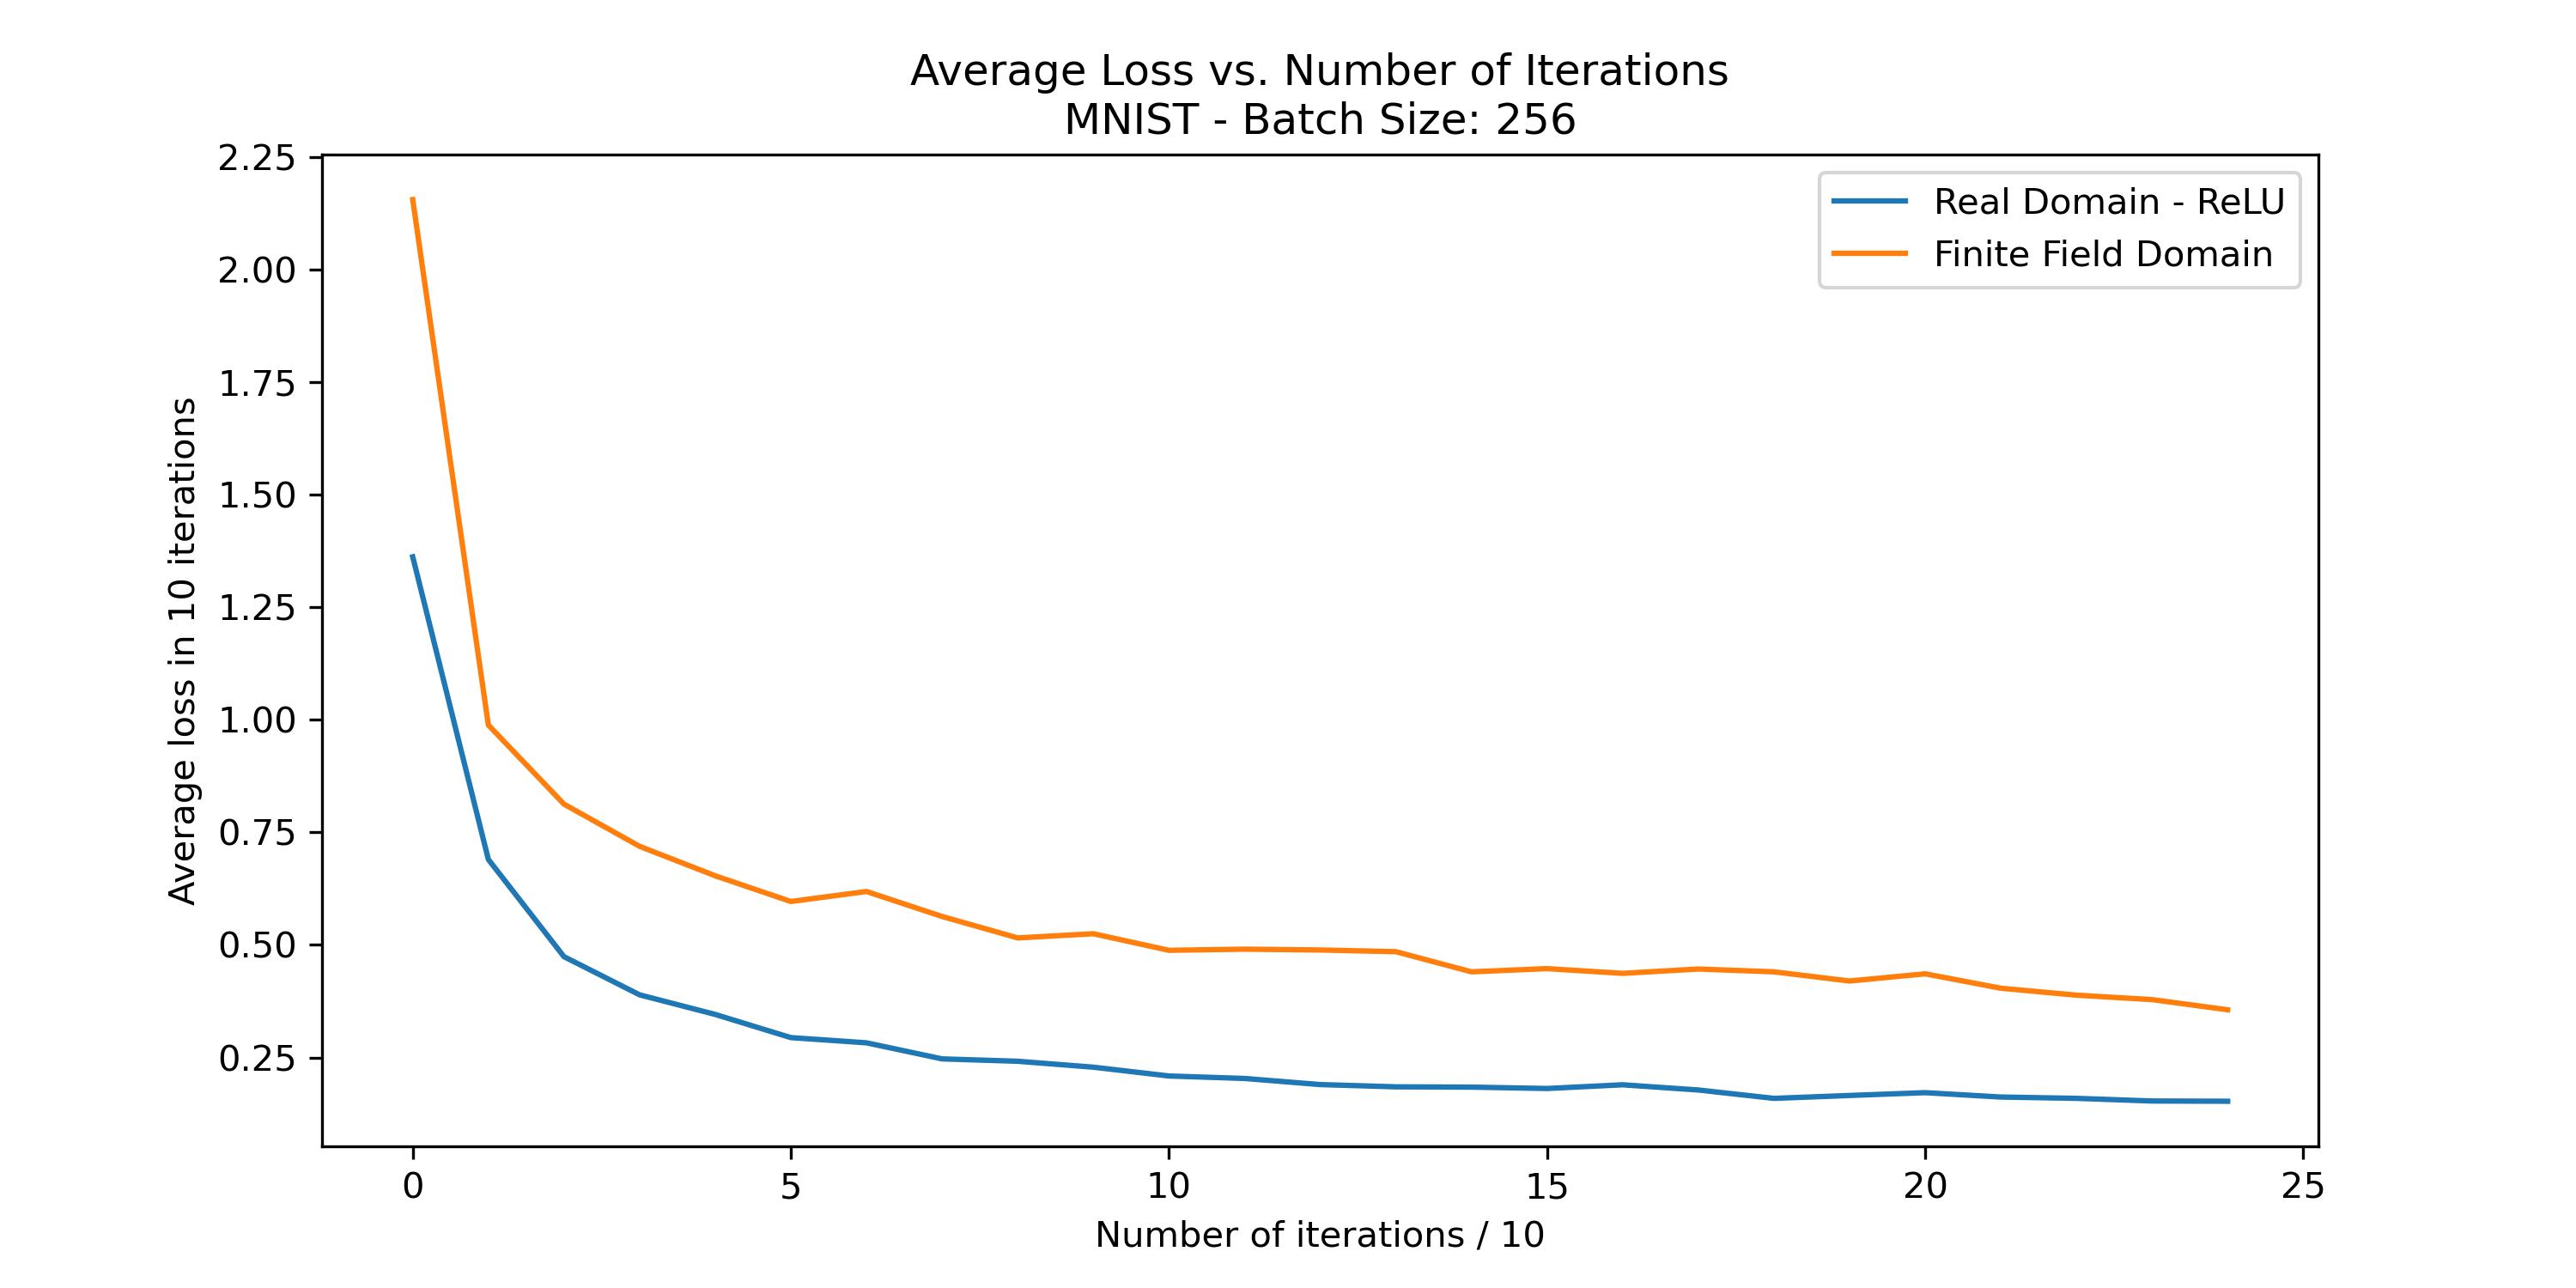 Average Loss vs. Number of Iterations
MNIST - Batch Size: 256
Real Domain - ReLU
Finite Field Domain
Average loss in 10 iterations
2.25
2.00
1.75
1.50
1.25
1.00
0.75
0.50
0.25
0 5 10 15 20 25
Number of iterations / 10